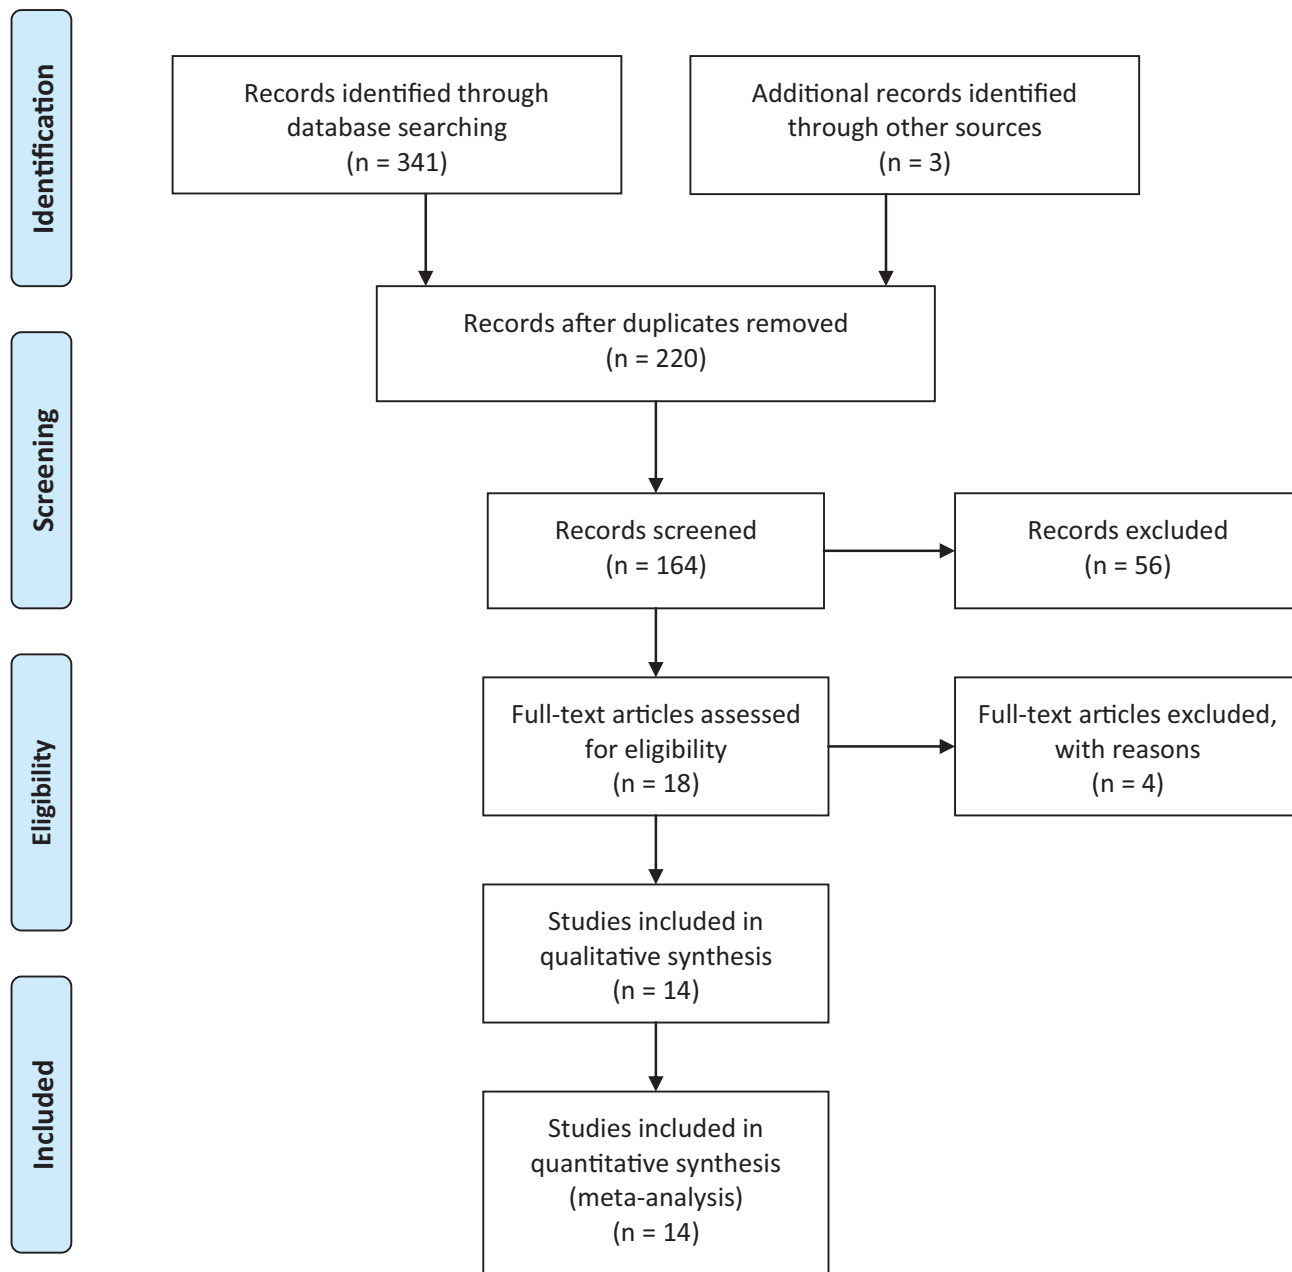 Identification
Records identified through
database searching
(n = 341)
Additional records identified
through other sources
(n = 3)
Records after duplicates removed
(n = 220)
Screening
Records screened
(n = 164)
Records excluded
(n = 56)
Eligibility
Full-text articles assessed
for eligibility
(n = 18)
Full-text articles excluded,
with reasons
(n = 4)
Studies included in
qualitative synthesis
(n = 14)
Included
Studies included in
quantitative synthesis
(meta-analysis)
(n = 14)